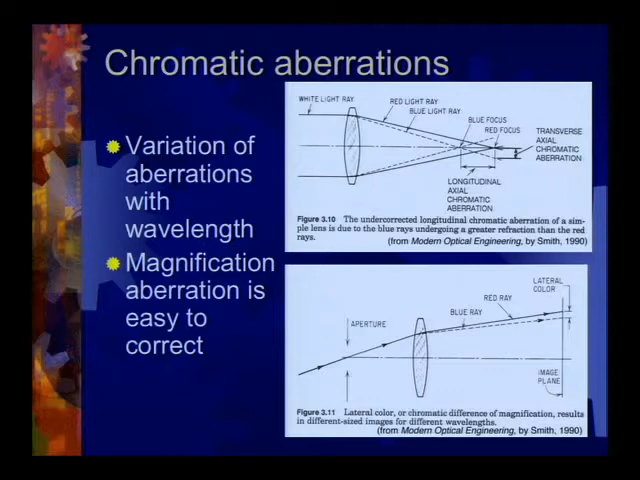 Chromatic aberrations
Variation of
aberrations
with
wavelength
Magnification
aberration is
easy to
correct
WHITE LIGHT RAY
RED LIGHT RAY
BLUE LIGHT RAY
BLUE FOCUS
RED FOCUS
TRANSVERSE
AXIAL
CHROMATIC
ABERRATION
LONGITUDINAL
AXIAL
CHROMATIC
ABERRATION
Figure 3.10 The undercorrected longitudinal chromatic aberration of a sim-
ple lens is due to the blue rays undergoing a greater refraction than the red
rays.
(from Modern Optical Engineering, by Smith, 1990)
LATERAL
COLOR
RED RAY
BLUE RAY
APERTURE
IMAGE
PLANE
Figure 3.11 Lateral color, or chromatic difference of magnification, results
in different-sized images for different wavelengths.
(from Modern Optical Engineering, by Smith, 1990)